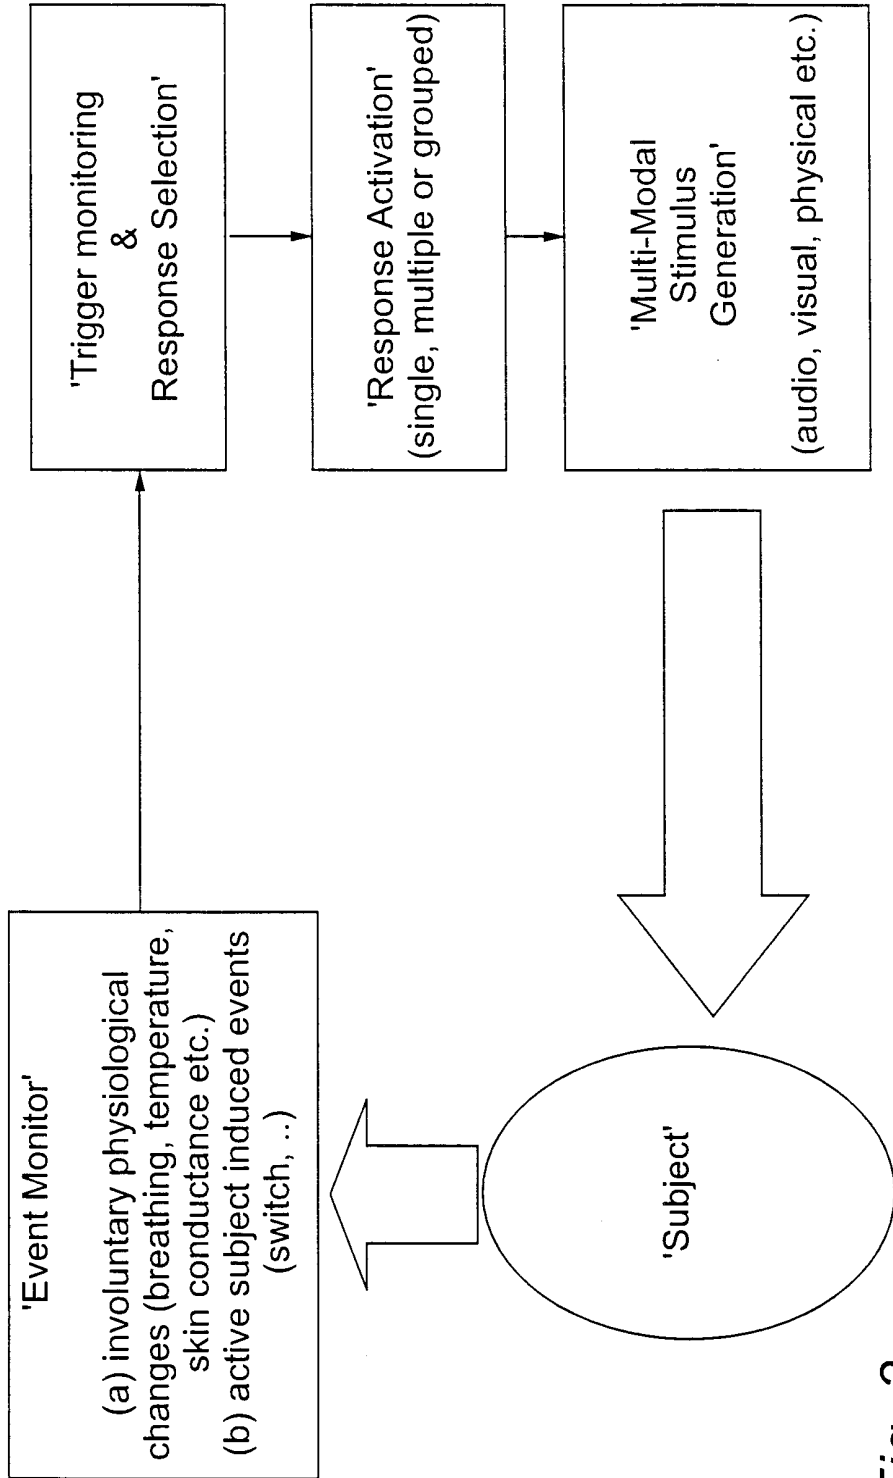 'Event Monitor'
(a) involuntary physiological
changes (breathing, temperature,
skin conductance etc.)
(b) active subject induced events
(switch, ..)
'Trigger monitoring
&
Response Selection'
'Response Activation'
(single, multiple or grouped)
'Multi-Modal
Stimulus
Generation'
(audio, visual, physical etc.)
'Subject'